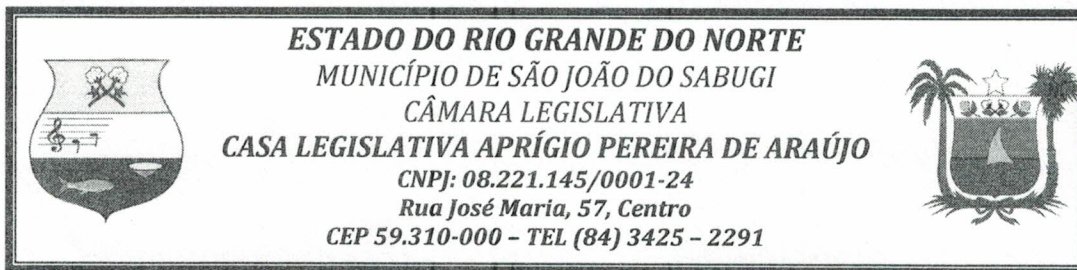 ESTADO DO RIO GRANDE DO NORTE
MUNICÍPIO DE SÃO JOÃO DO SABUGI
CÂMARA LEGISLATIVA
CASA LEGISLATIVA APRÍGIO PEREIRA DE ARAÚJO
CNPJ: 08.221.145/0001-24
Rua José Maria, 57, Centro
CEP 59.310-000 – TEL (84) 3425 – 2291